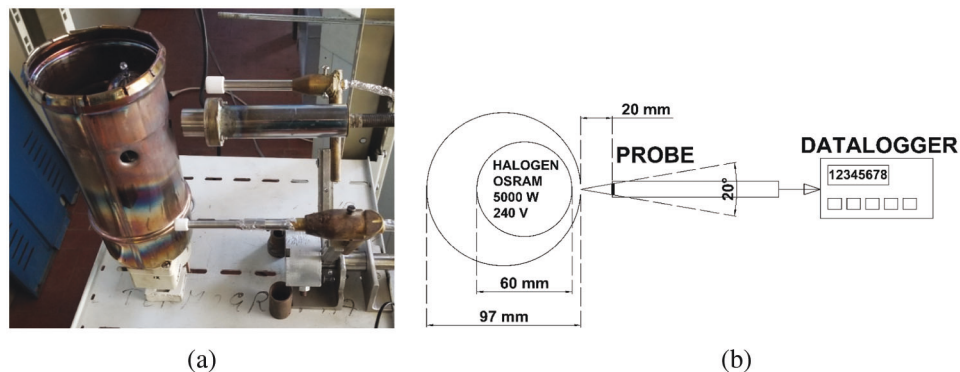 20 mm
PROBE
DATALOGGER
HALOGEN
OSRAM
5000 W
240 V
20°
12345678
60 mm
97 mm
(a)
(b)